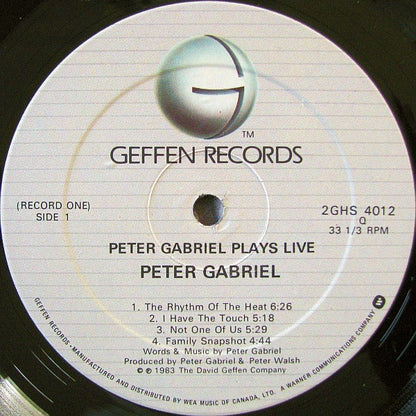 TM
GEFFEN RECORDS
(RECORD ONE)
SIDE 1
2GHS 4012
Q
33 1/3 RPM
PETER GABRIEL PLAYS LIVE
PETER GABRIEL
1. The Rhythm Of The Heat 6:26
2. I Have The Touch 5:18
3. Not One Of Us 5:29
4. Family Snapshot 4:44
Words & Music by Peter Gabriel
Produced by Peter Gabriel & Peter Walsh
© ℗ 1983 The David Geffen Company
GEFFEN RECORDS • MANUFACTURED AND DISTRIBUTED BY WEA MUSIC OF CANADA, LTD. A WARNER COMMUNICATIONS COMPANY